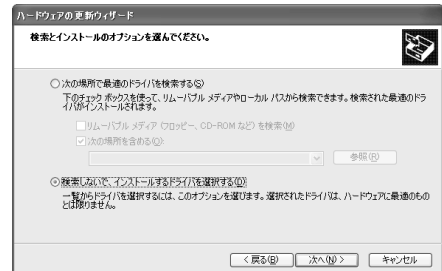 ハードウェアの更新ウィザード
検索とインストールのオプションを選んでください。
次の場所で最適のドライバを検索する(S)
下のチェック ボックスを使って、リムーバブル メディアやローカル パスから検索できます。検索された最適のドラ
イバがインストールされます。
リムーバブル メディア (フロッピー、CD-ROM など) を検索(M)
次の場所を含める(O):
参照(R)
検索しないで、インストールするドライバを選択する(D)
一覧からドライバを選択するには、このオプションを選びます。選択されたドライバは、ハードウェアに最適のもの
とは限りません。
< 戻る(B) 次へ(N) > キャンセル